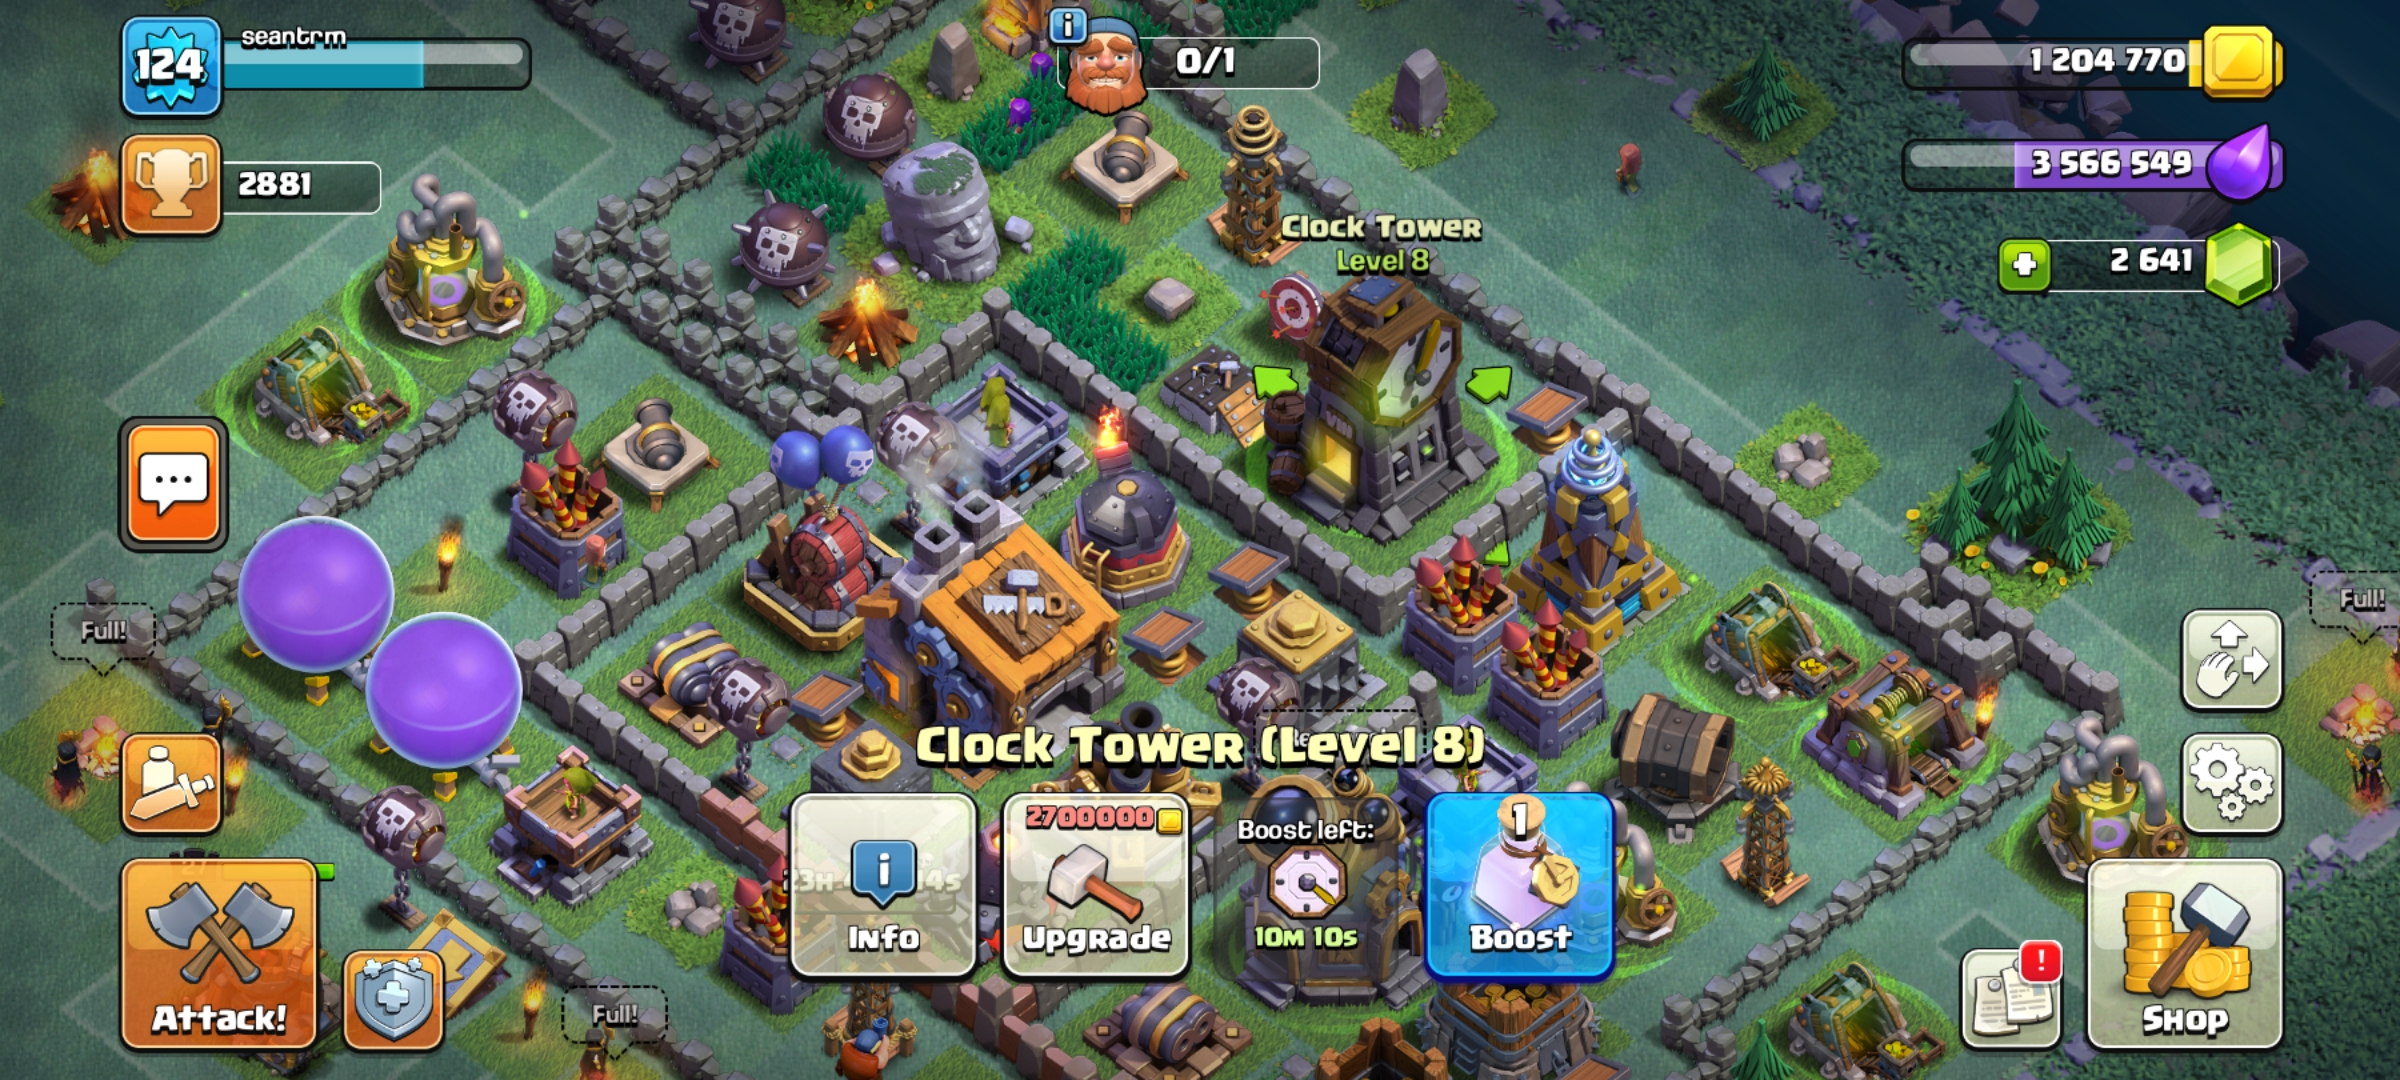 124
seantrm
0/1
1 204 770
2881
3 566 549
2 641
Clock Tower
Level 8
Full!
Full!
Clock Tower (Level 8)
Info
2700000
Upgrade
Boost left:
10M 10s
1
Boost
Attack!
Full!
!
Shop